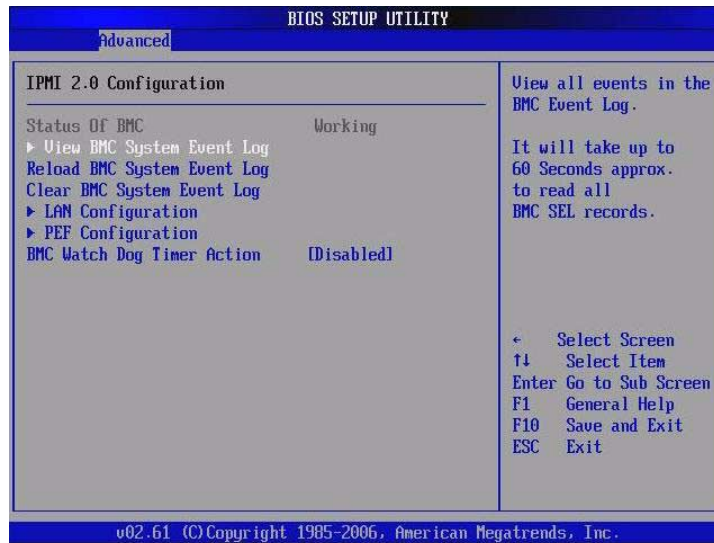 BIOS SETUP UTILITY
Advanced
IPMI 2.0 Configuration
Status Of BMC Working
▶ View BMC System Event Log
Reload BMC System Event Log
Clear BMC System Event Log
▶ LAN Configuration
▶ PEF Configuration
BMC Watch Dog Timer Action [Disabled]
View all events in the
BMC Event Log.
It will take up to
60 Seconds approx.
to read all
BMC SEL records.
← Select Screen
↑↓ Select Item
Enter Go to Sub Screen
F1 General Help
F10 Save and Exit
ESC Exit
v02.61 (C)Copyright 1985-2006, American Megatrends, Inc.